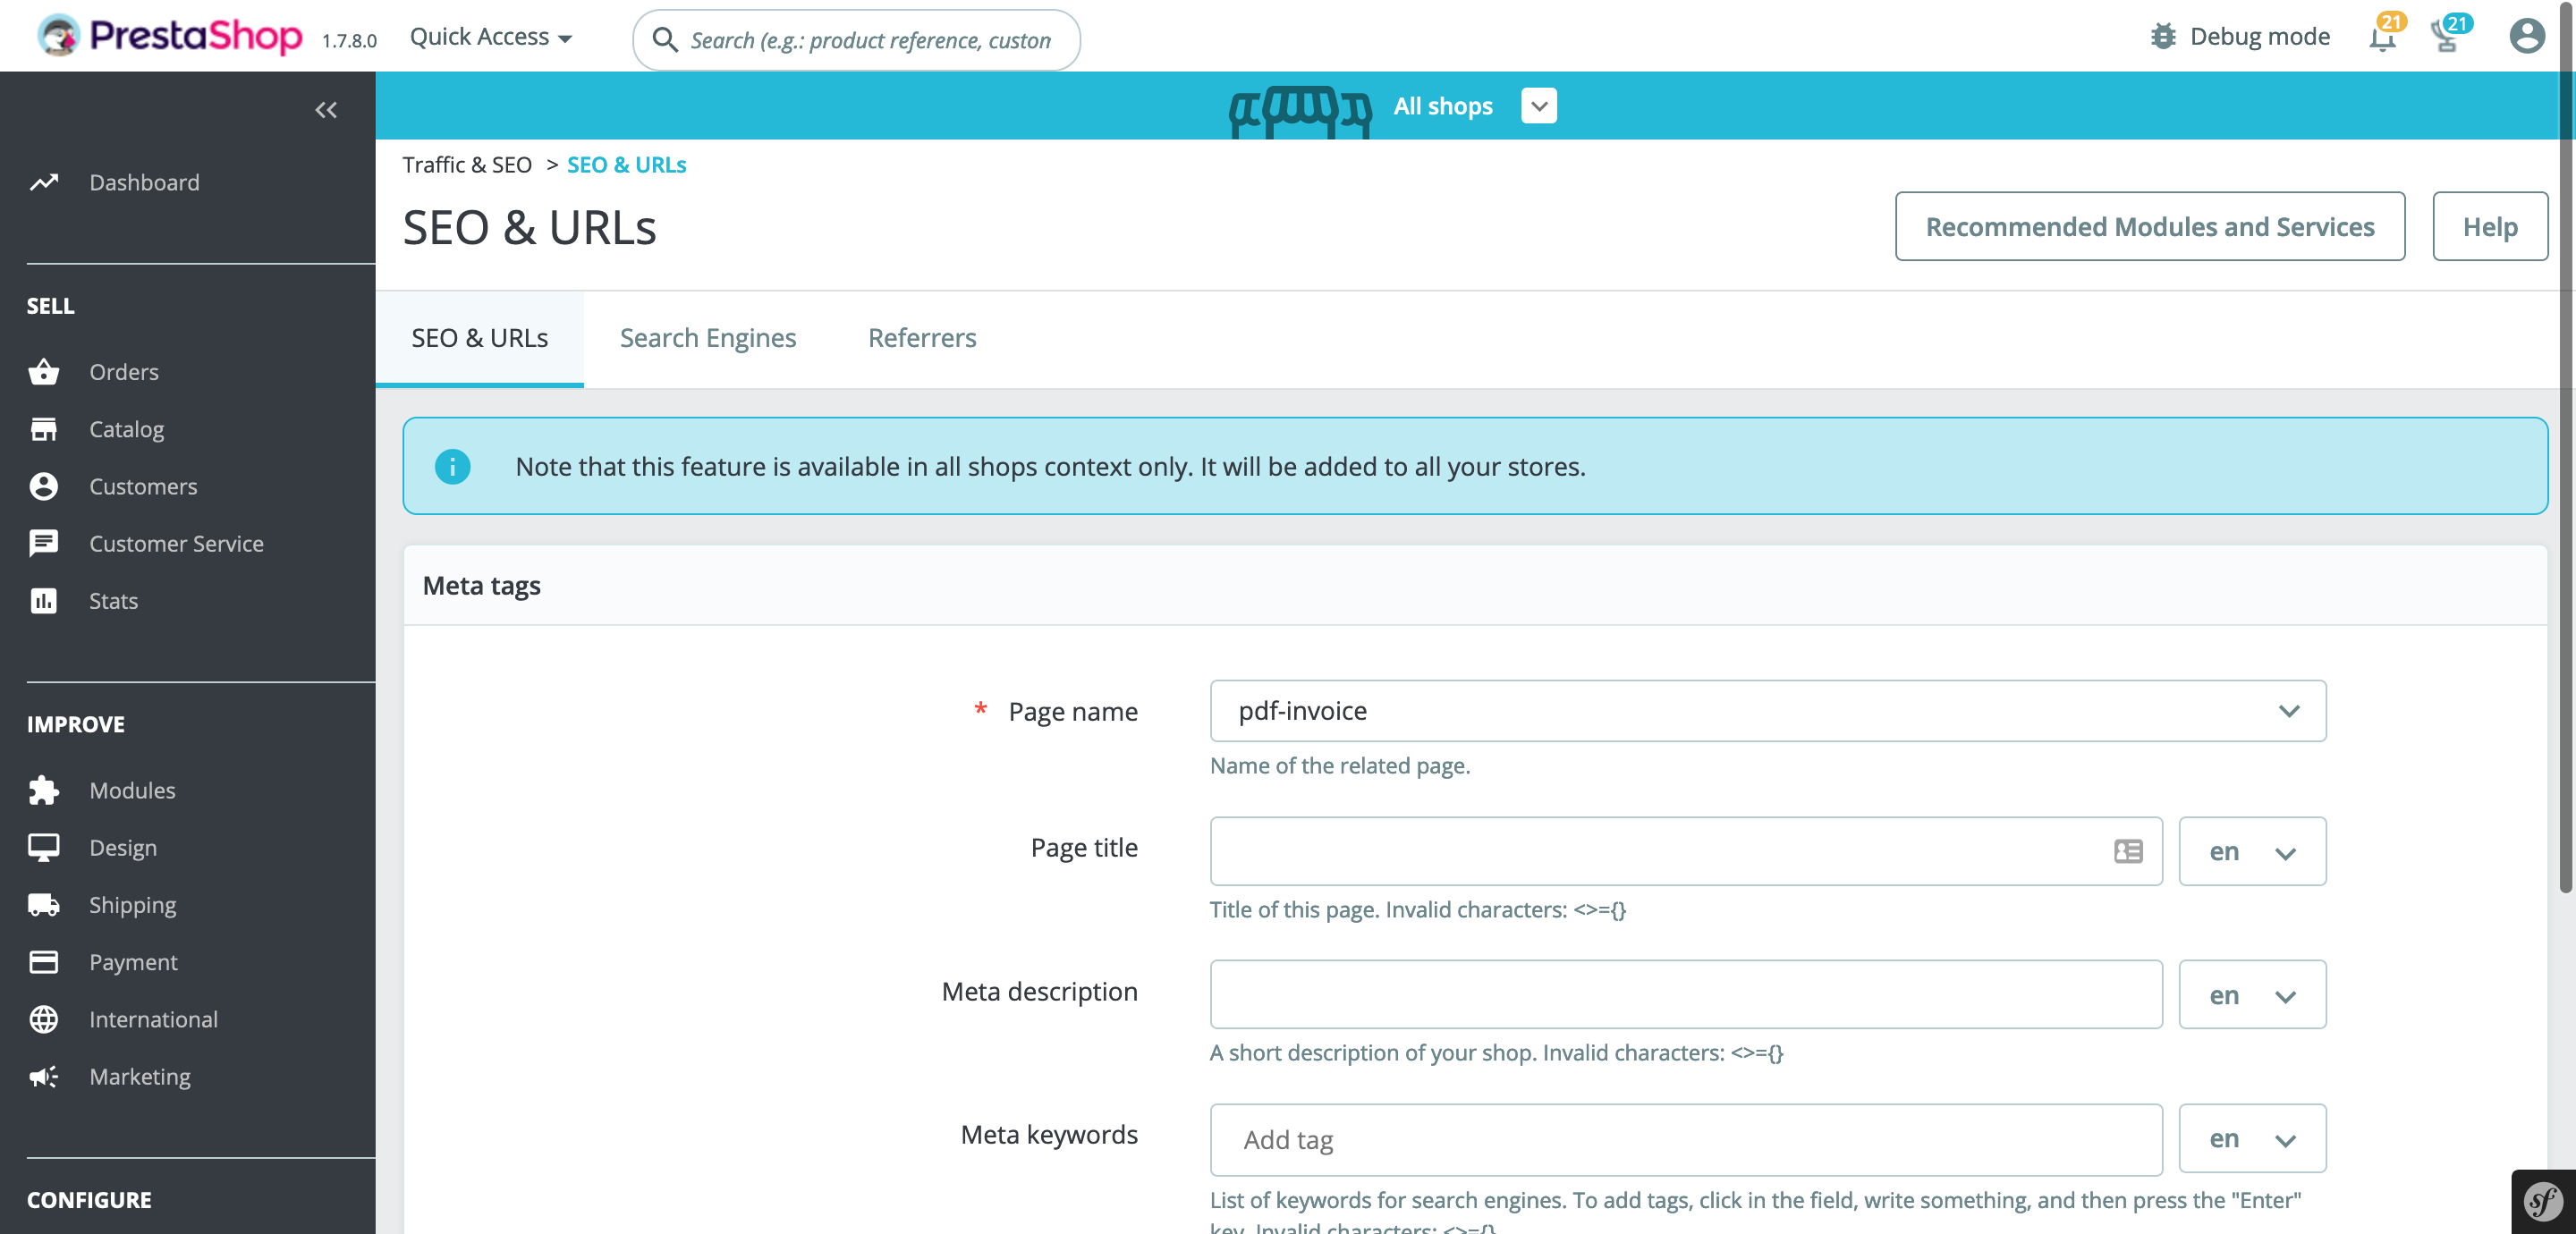 PrestaShop 1.7.8.0 Quick Access Search (e.g.: product reference, custon Debug mode 21 21
All shops
Traffic & SEO > SEO & URLs
SEO & URLs
Recommended Modules and Services Help
SEO & URLs Search Engines Referrers
Note that this feature is available in all shops context only. It will be added to all your stores.
Dashboard
SELL
Orders
Catalog
Customers
Customer Service
Stats
IMPROVE
Modules
Design
Shipping
Payment
International
Marketing
CONFIGURE
Meta tags
* Page name pdf-invoice
Name of the related page.
Page title en
Title of this page. Invalid characters: <>={}
Meta description en
A short description of your shop. Invalid characters: <>={}
Meta keywords Add tag en
List of keywords for search engines. To add tags, click in the field, write something, and then press the "Enter"
key. Invalid characters: <>={}
sf